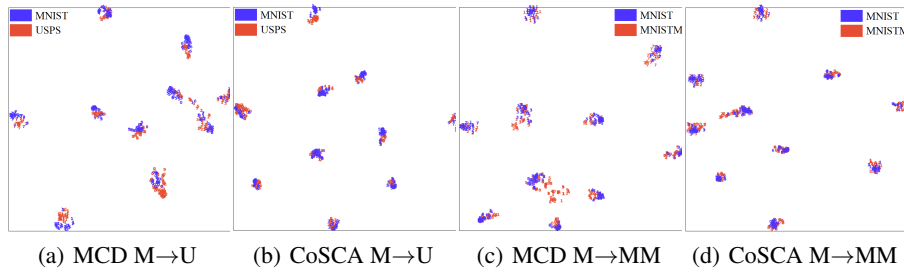 MNIST
USPS
MNIST
USPS
MNIST
MNISTM
MNIST
MNISTM
(a) MCD M→U
(b) CoSCA M→U
(c) MCD M→MM
(d) CoSCA M→MM